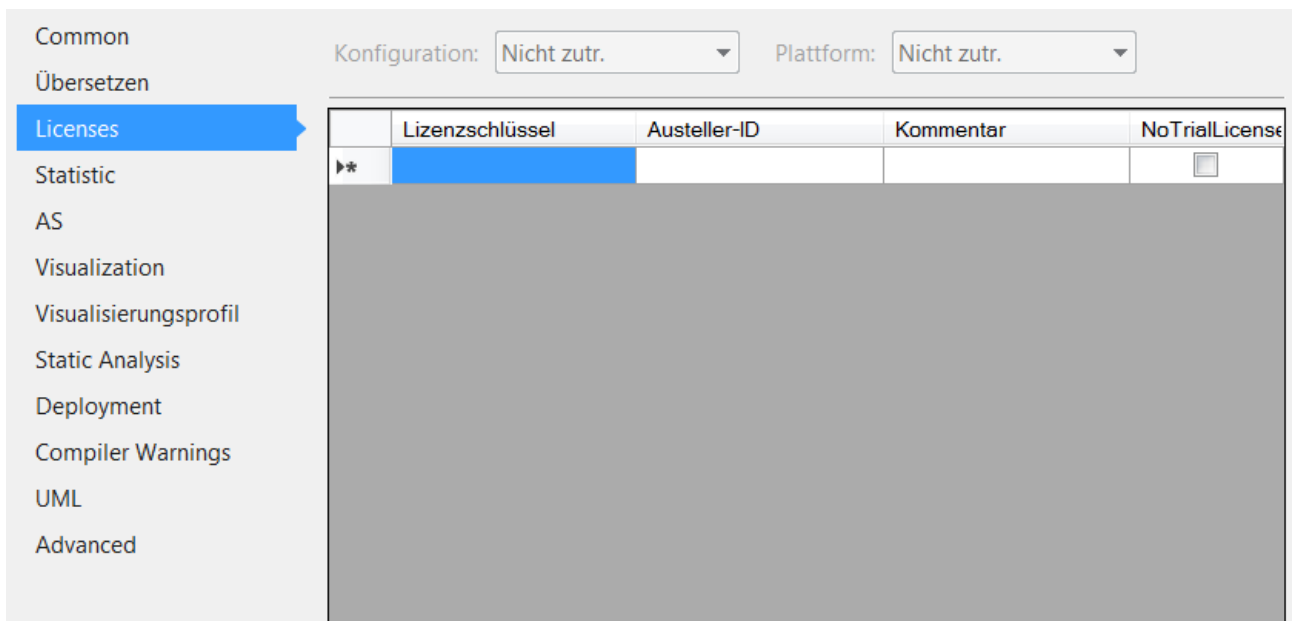 Common
Übersetzen
Licenses
Statistic
AS
Visualization
Visualisierungsprofil
Static Analysis
Deployment
Compiler Warnings
UML
Advanced
Konfiguration: Nicht zutr. Plattform: Nicht zutr.
Lizenzschlüssel Austeller-ID Kommentar NoTrialLicense